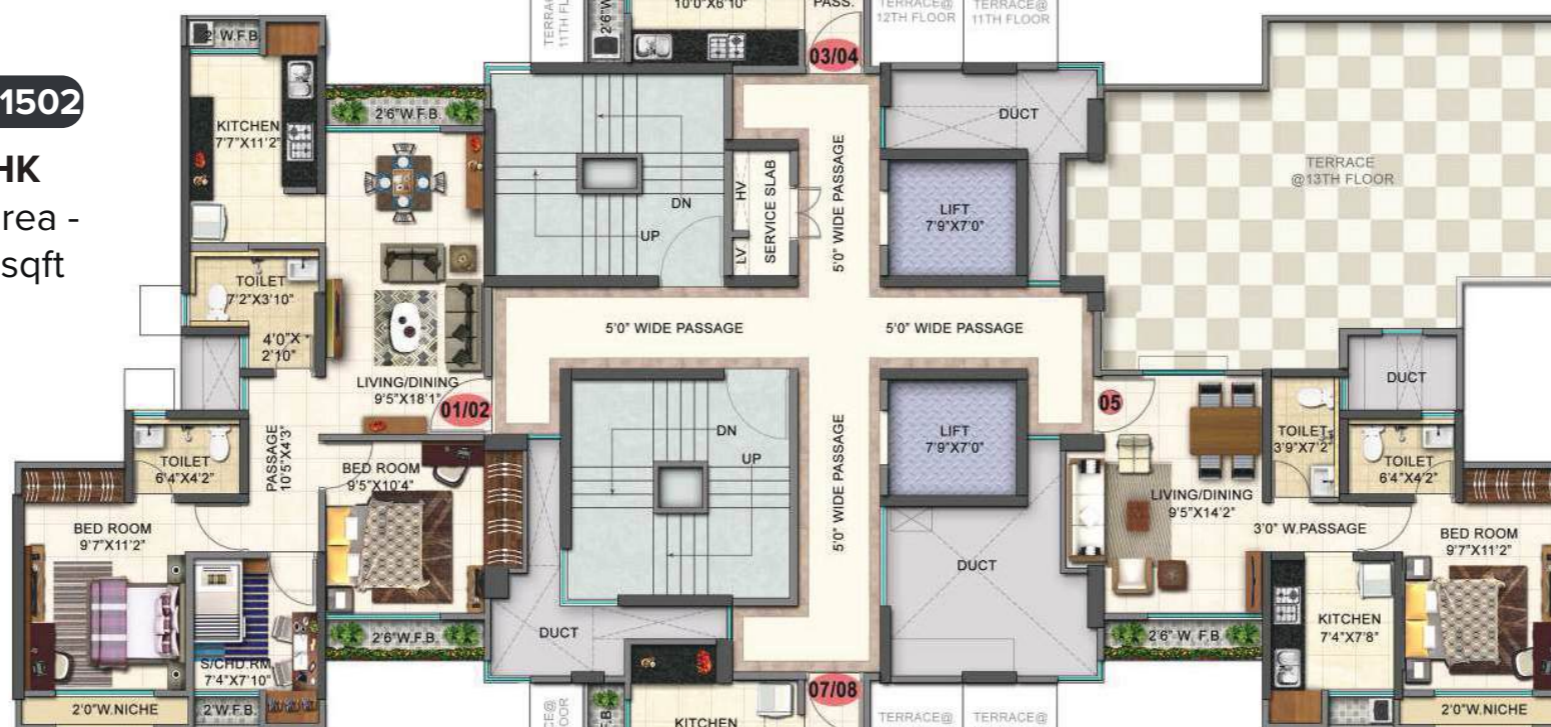 1502
HK
rea -
sqft
2' W.F.B.
KITCHEN
7'7"X11'2"
2'6"W.F.B.
TOILET
7'2"X3'10"
4'0"X
2'10"
LIVING/DINING
9'5"X18'1"
01/02
TOILET
6'4"X4'2"
PASSAGE
10'5"X4'3"
BED ROOM
9'5"X10'4"
BED ROOM
9'7"X11'2"
S/CHD.RM.
7'4"X7'10"
2'6"W.F.B.
2'0"W.NICHE
2'W.F.B.
TERRAC
11TH FL
2'6"W
10'0"X6'10"
PASS.
03/04
TERRACE@
12TH FLOOR
TERRACE@
11TH FLOOR
DN
UP
HV
LV
SERVICE SLAB
5'0" WIDE PASSAGE
DUCT
LIFT
7'9"X7'0"
5'0" WIDE PASSAGE
5'0" WIDE PASSAGE
DN
UP
5'0" WIDE PASSAGE
LIFT
7'9"X7'0"
DUCT
DUCT
KITCHEN
07/08
TERRACE@
TERRACE@
CE@
OOR
F.B.
TERRACE
@13TH FLOOR
DUCT
05
LIVING/DINING
9'5"X14'2"
TOILET
3'9"X7'2"
TOILET
6'4"X4'2"
3'0" W.PASSAGE
BED ROOM
9'7"X11'2"
KITCHEN
7'4"X7'8"
2'6" W. F.B.
2'0"W.NICHE